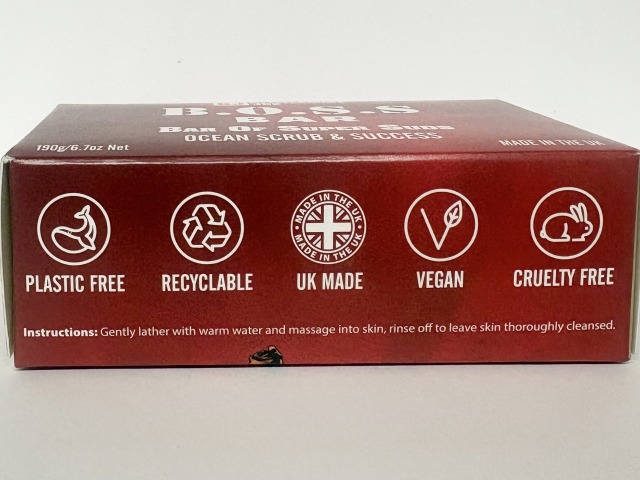 B.O.S.S
BAR
Bar Of Super Suds
190g/6.7oz Net
OCEAN SCRUB & SUCCESS
MADE IN THE UK
MADE IN THE UK
MADE IN THE UK
PLASTIC FREE
RECYCLABLE
UK MADE
VEGAN
CRUELTY FREE
Instructions: Gently lather with warm water and massage into skin, rinse off to leave skin thoroughly cleansed.